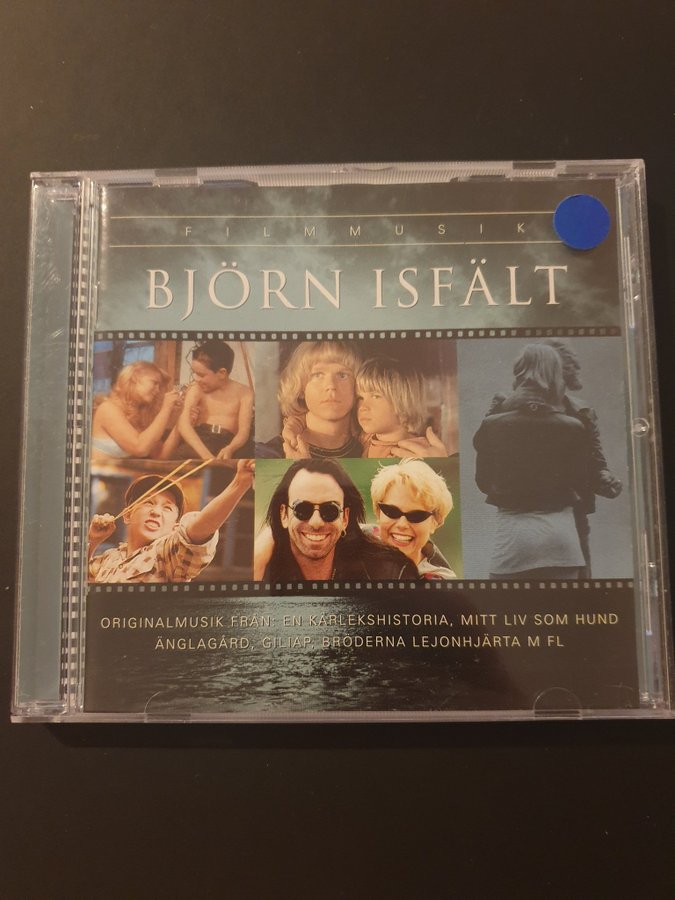 FILMMUSIK
BJÖRN ISFÄLT
ORIGINALMUSIK FRÅN: EN KÄRLEKSHISTORIA, MITT LIV SOM HUND
ÄNGLAGÅRD, GILIAP, BRÖDERNA LEJONHJÄRTA M FL